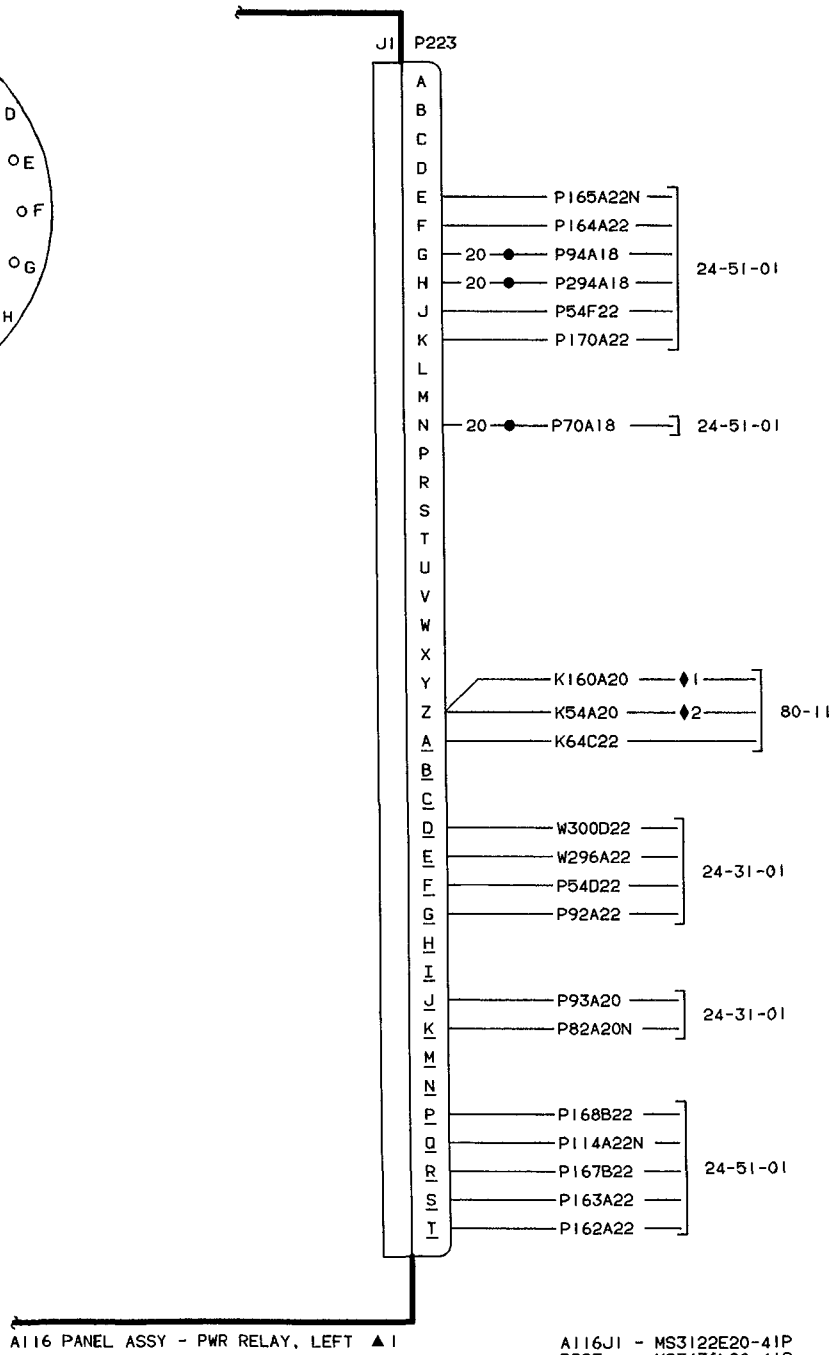 J1 P223
D
E
F
G
H
A
B
C
D
E P165A22N
F P164A22
G 20 P94A18
24-51-01
H 20 P294A18
J P54F22
K P170A22
L
M
N 20 P70A18 24-51-01
P
R
S
T
U
V
W
X
Y
K160A20 ♦1
Z K54A20 ♦2 80-11
A K64C22
B
C
D W300D22
E W296A22
24-31-01
F P54D22
G P92A22
H
I
J P93A20
24-31-01
K P82A20N
M
N
P P168B22
Q P114A22N
R P167B22 24-51-01
S P163A22
T P162A22
A116 PANEL ASSY - PWR RELAY, LEFT ▲1
A116J1 - MS3122E20-41P